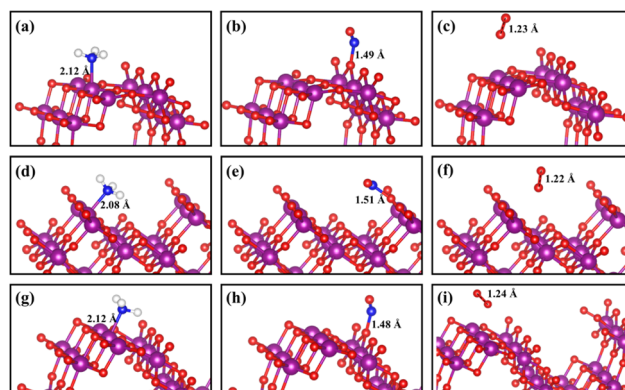 (a)
2.12 Å
(b)
1.49 Å
(c)
1.23 Å
(d)
2.08 Å
(e)
1.51 Å
(f)
1.22 Å
(g)
2.12 Å
(h)
1.48 Å
(i)
1.24 Å